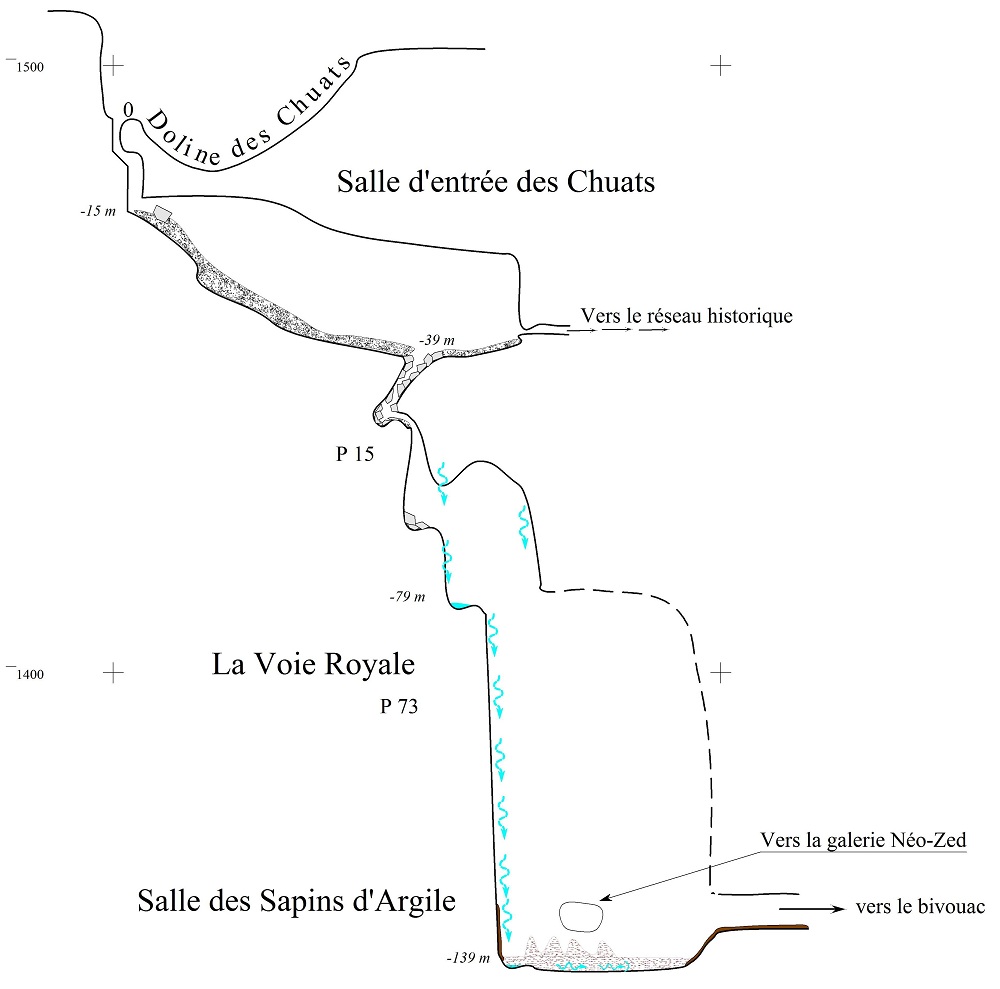 1500
0
Doline des Chuats
Salle d'entrée des Chuats
-15 m
Vers le réseau historique
-39 m
P 15
-79 m
La Voie Royale
1400
P 73
Vers la galerie Néo-Zed
Salle des Sapins d'Argile
vers le bivouac
-139 m